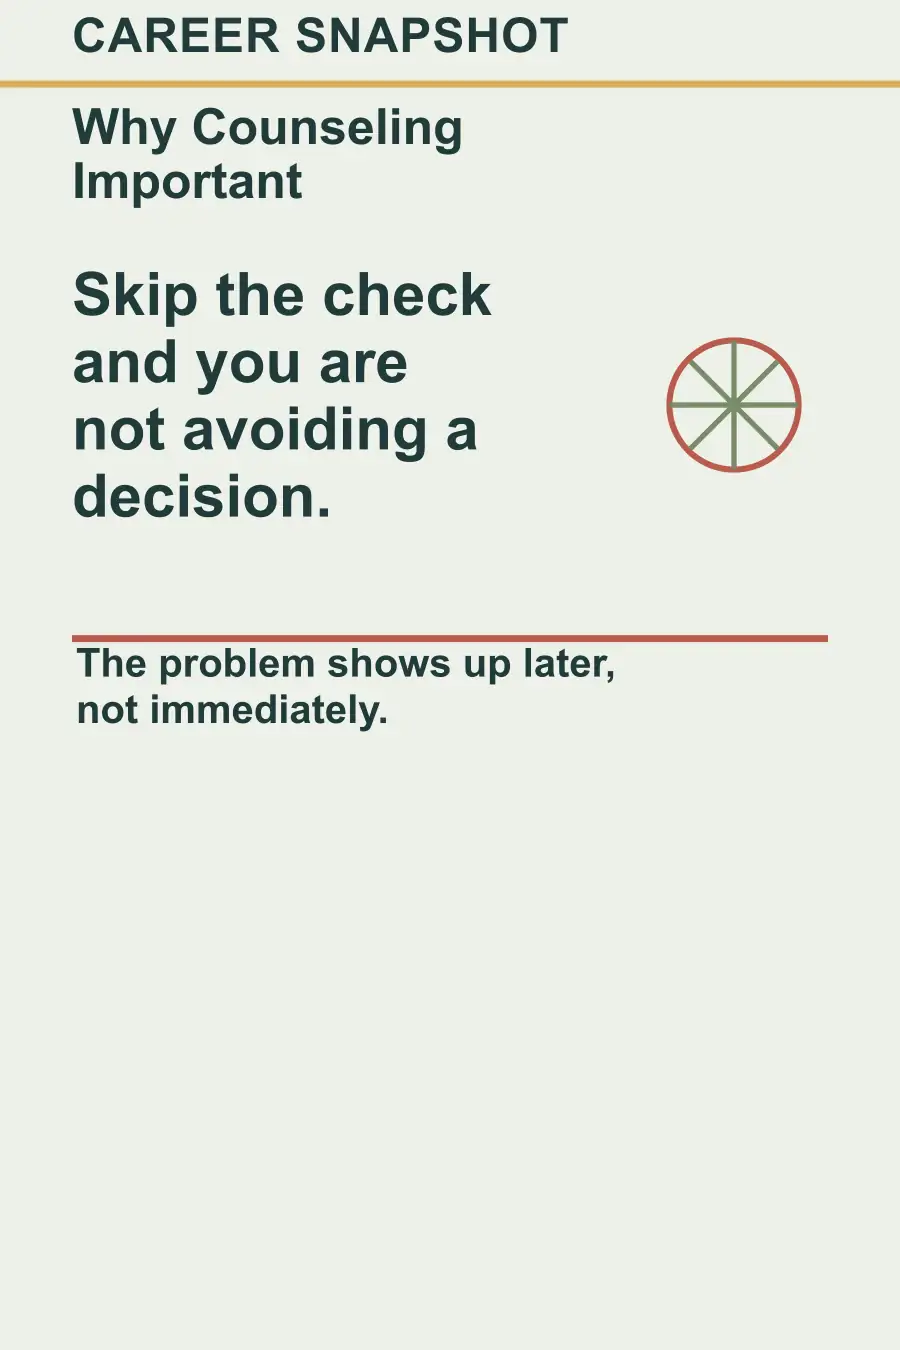 CAREER SNAPSHOT
Why Counseling
Important
Skip the check
and you are
not avoiding a
decision.
The problem shows up later,
not immediately.